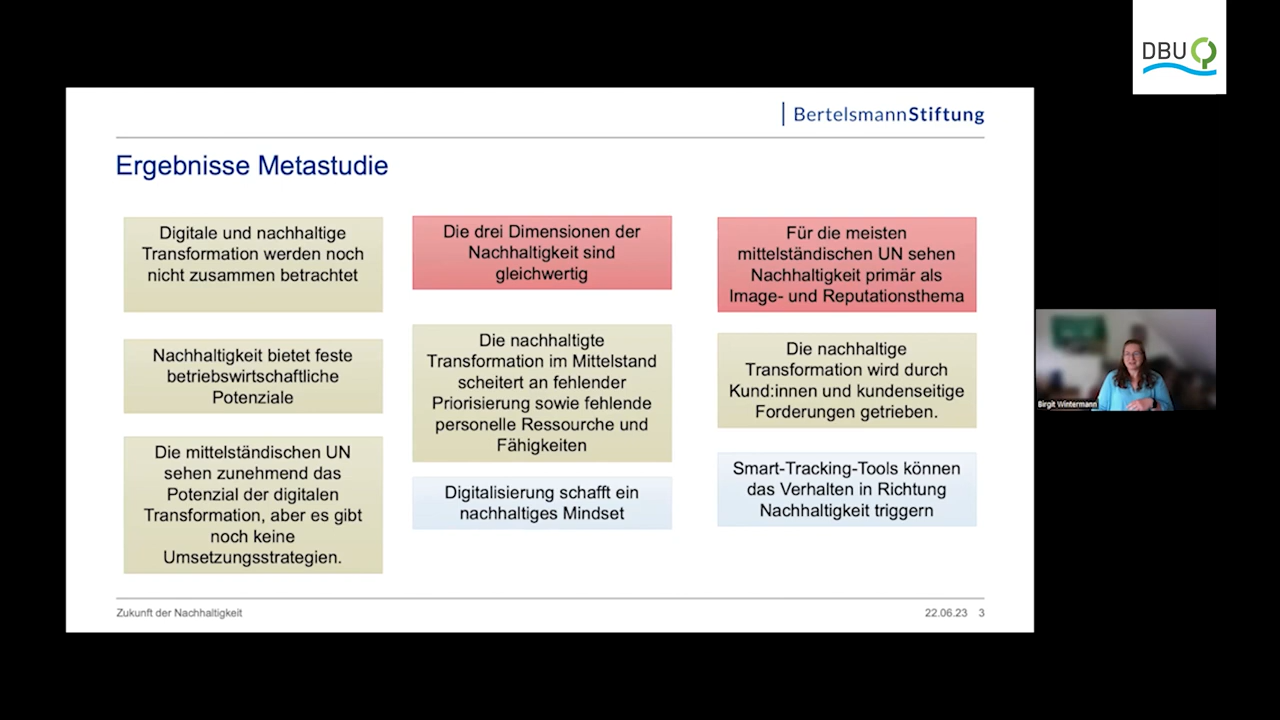 DBU
BertelsmannStiftung
Ergebnisse Metastudie
Digitale und nachhaltige
Transformation werden noch
nicht zusammen betrachtet
Nachhaltigkeit bietet feste
betriebswirtschaftliche
Potenziale
Die mittelständischen UN
sehen zunehmend das
Potenzial der digitalen
Transformation, aber es gibt
noch keine
Umsetzungsstrategien.
Die drei Dimensionen der
Nachhaltigkeit sind
gleichwertig
Die nachhaltigte
Transformation im Mittelstand
scheitert an fehlender
Priorisierung sowie fehlende
personelle Ressourche und
Fähigkeiten
Digitalisierung schafft ein
nachhaltiges Mindset
Für die meisten
mittelständischen UN sehen
Nachhaltigkeit primär als
Image- und Reputationsthema
Die nachhaltige
Transformation wird durch
Kund:innen und kundenseitige
Forderungen getrieben.
Smart-Tracking-Tools können
das Verhalten in Richtung
Nachhaltigkeit triggern
Birgit Wintermann
Zukunft der Nachhaltigkeit
22.06.23 3